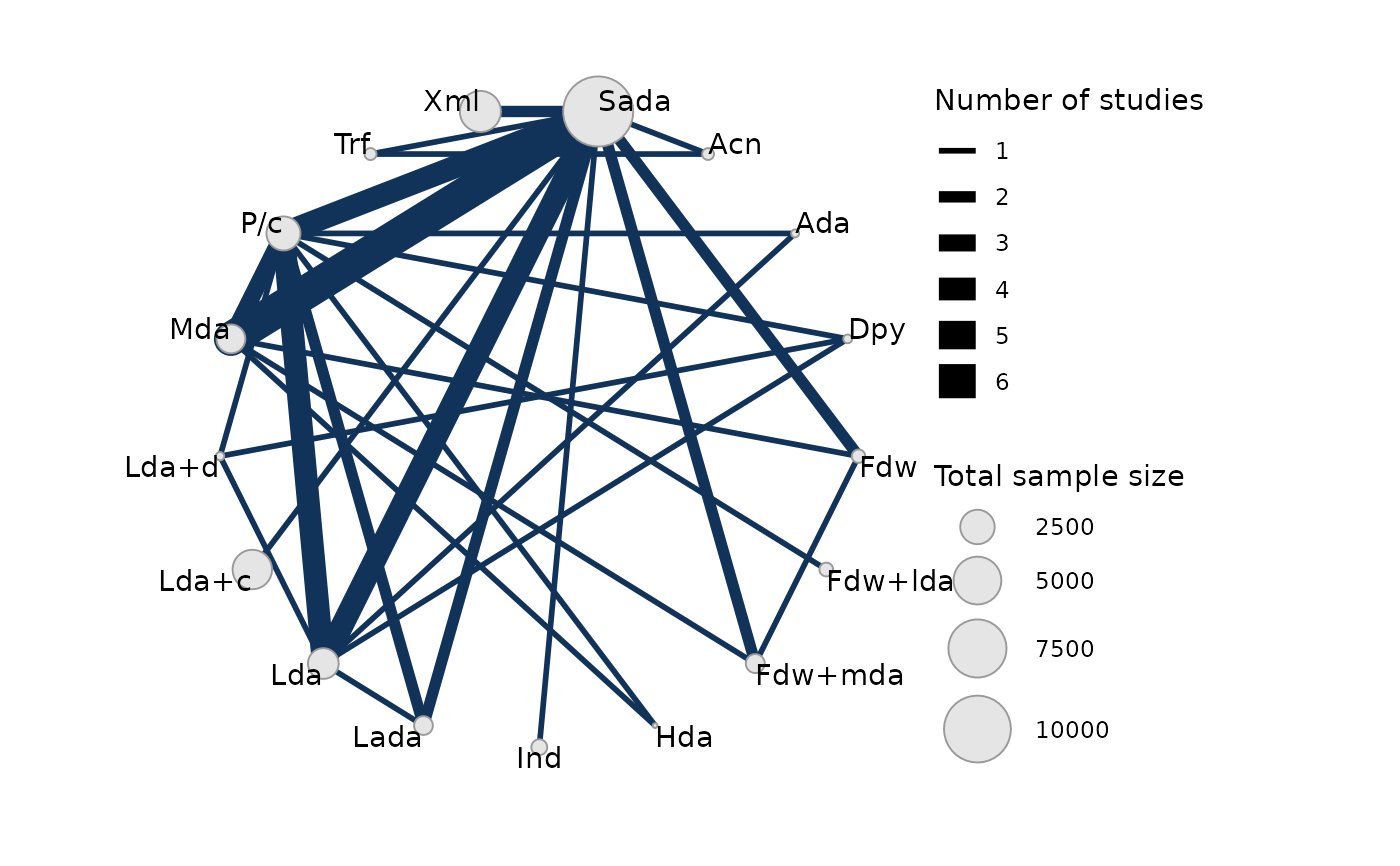 Xml
Sada
Trf
Acn
P/c
Ada
Mda
Dpy
Lda+d
Fdw
Lda+c
Fdw+lda
Lda
Fdw+mda
Lada
Hda
Ind
Number of studies
1
2
3
4
5
6
Total sample size
2500
5000
7500
10000